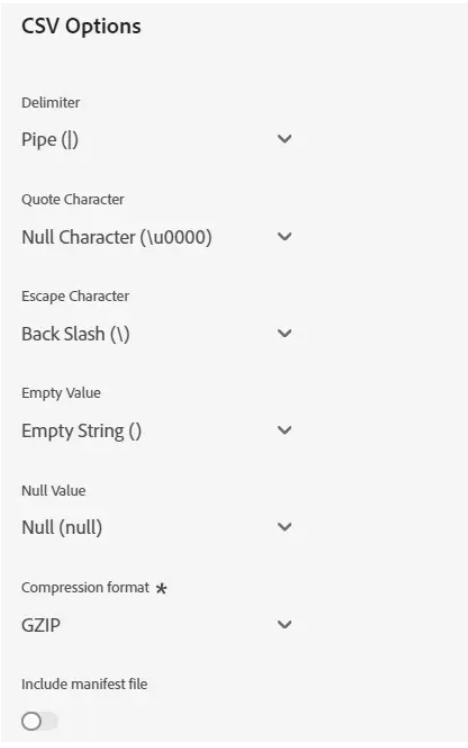 CSV Options
Delimiter
Pipe (|)
Quote Character
Null Character (\u0000)
Escape Character
Back Slash (\)
Empty Value
Empty String ()
Null Value
Null (null)
Compression format *
GZIP
Include manifest file